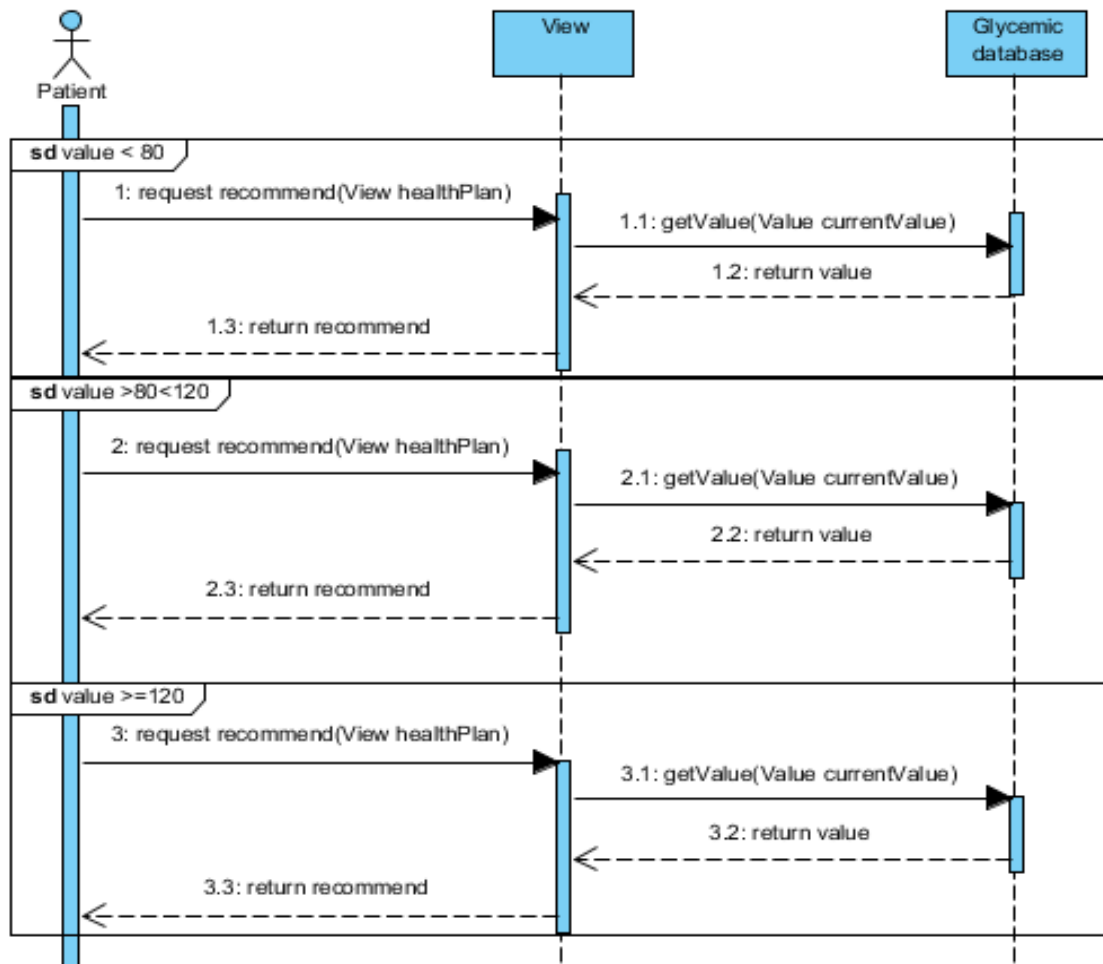 Patient
View
Glycemic
database
sd value < 80
1: request recommend(View healthPlan)
1.1: getValue(Value currentValue)
1.2: return value
1.3: return recommend
sd value >80<120
2: request recommend(View healthPlan)
2.1: getValue(Value currentValue)
2.2: return value
2.3: return recommend
sd value >=120
3: request recommend(View healthPlan)
3.1: getValue(Value currentValue)
3.2: return value
3.3: return recommend